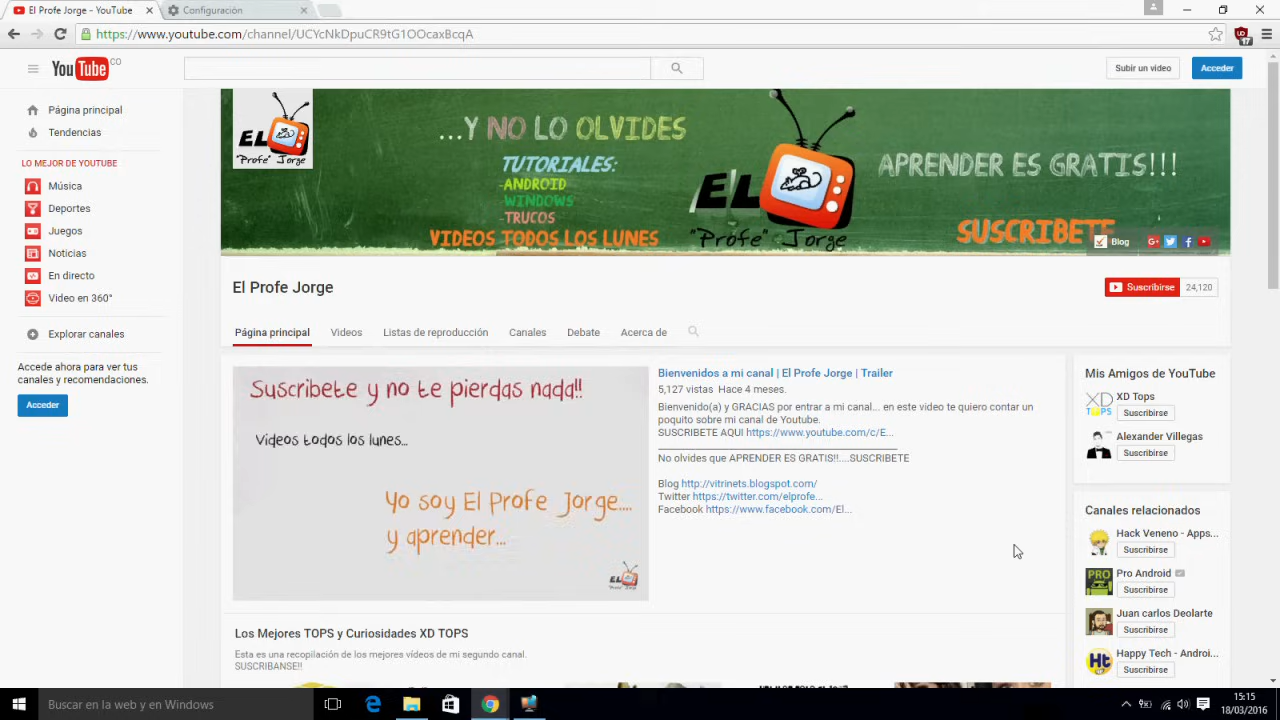 El Profe Jorge - YouTube
Configuración
https://www.youtube.com/channel/UCYcNkDpuCR9tG1OOcaxBcqA
17
YouTube CO
Subir un video
Acceder
Página principal
Tendencias
LO MEJOR DE YOUTUBE
Música
Deportes
Juegos
Noticias
En directo
Video en 360°
Explorar canales
Accede ahora para ver tus
canales y recomendaciones.
Acceder
EL
"Profe" Jorge
...Y NO LO OLVIDES
TUTORIALES:
-ANDROID
WINDOWS
-TRUCOS
VIDEOS TODOS LOS LUNES
EL
"Profe" Jorge
APRENDER ES GRATIS!!!
SUSCRIBETE
Blog
El Profe Jorge
Suscribirse
24,120
Página principal
Videos
Listas de reproducción
Canales
Debate
Acerca de
Suscribete y no te pierdas nada!!
Videos todos los lunes...
Yo soy El Profe Jorge....
y aprender...
EL
"Profe" Jorge
Bienvenidos a mi canal | El Profe Jorge | Trailer
5,127 vistas Hace 4 meses.
Bienvenido(a) y GRACIAS por entrar a mi canal... en este video te quiero contar un
poquito sobre mi canal de Youtube.
SUSCRIBETE AQUI https://www.youtube.com/c/E...
No olvides que APRENDER ES GRATIS!!....SUSCRIBETE
Blog http://vitrinets.blogspot.com/
Twitter https://twitter.com/elprofe...
Facebook https://www.facebook.com/El...
Mis Amigos de YouTube
XD Tops
Suscribirse
Alexander Villegas
Suscribirse
Canales relacionados
Hack Veneno - Apps...
Suscribirse
Pro Android
Suscribirse
Juan carlos Deolarte
Suscribirse
Happy Tech - Androi...
Suscribirse
Los Mejores TOPS y Curiosidades XD TOPS
Esta es una recopilación de los mejores vídeos de mi segundo canal.
SUSCRIBANSE!!
Buscar en la web y en Windows
15:15
18/03/2016